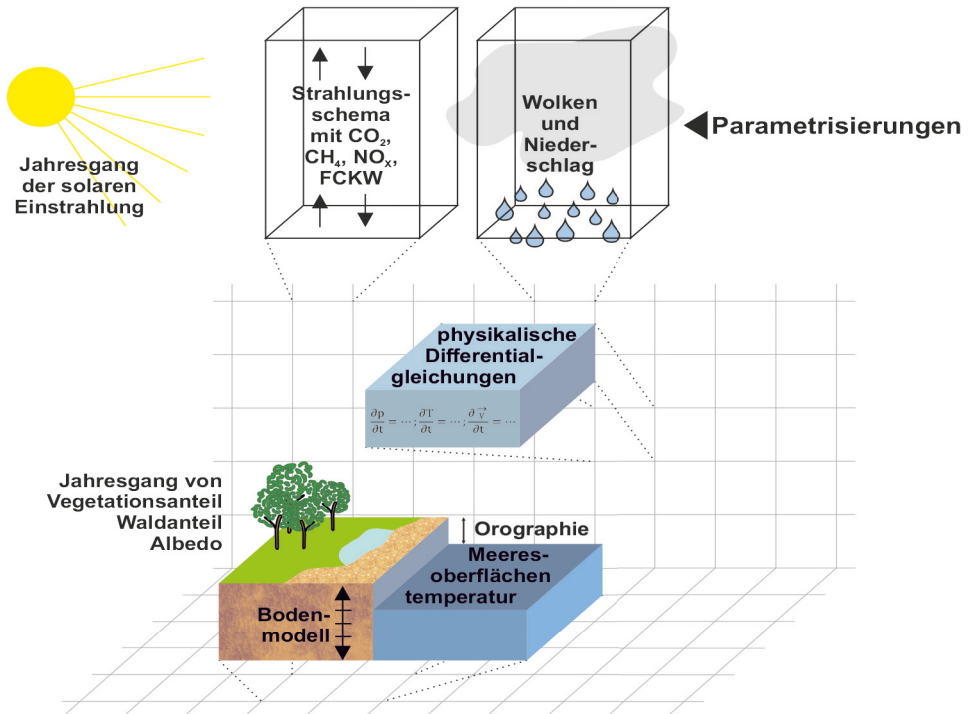 Strahlungs-
schema
mit CO₂,
CH₄, NOₓ,
FCKW
Wolken
und
Nieder-
schlag
Parametrisierungen
Jahresgang
der solaren
Einstrahlung
physikalische
Differential-
gleichungen
∂p/∂t = ⋯ ; ∂T/∂t = ⋯ ; ∂v⃗/∂t = ⋯
Jahresgang von
Vegetationsanteil
Waldanteil
Albedo
Orographie
Meeres-
oberflächen
temperatur
Boden-
modell